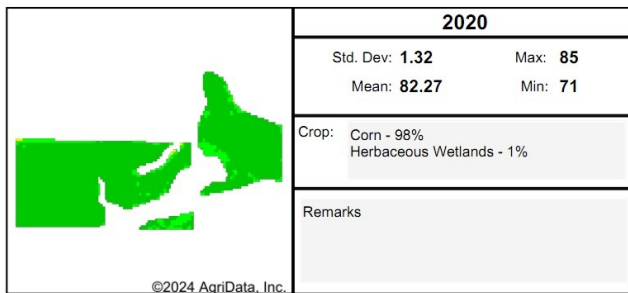 2020
Std. Dev: 1.32 Max: 85
Mean: 82.27 Min: 71
Crop: Corn - 98%
Herbaceous Wetlands - 1%
Remarks
©2024 AgriData, Inc.